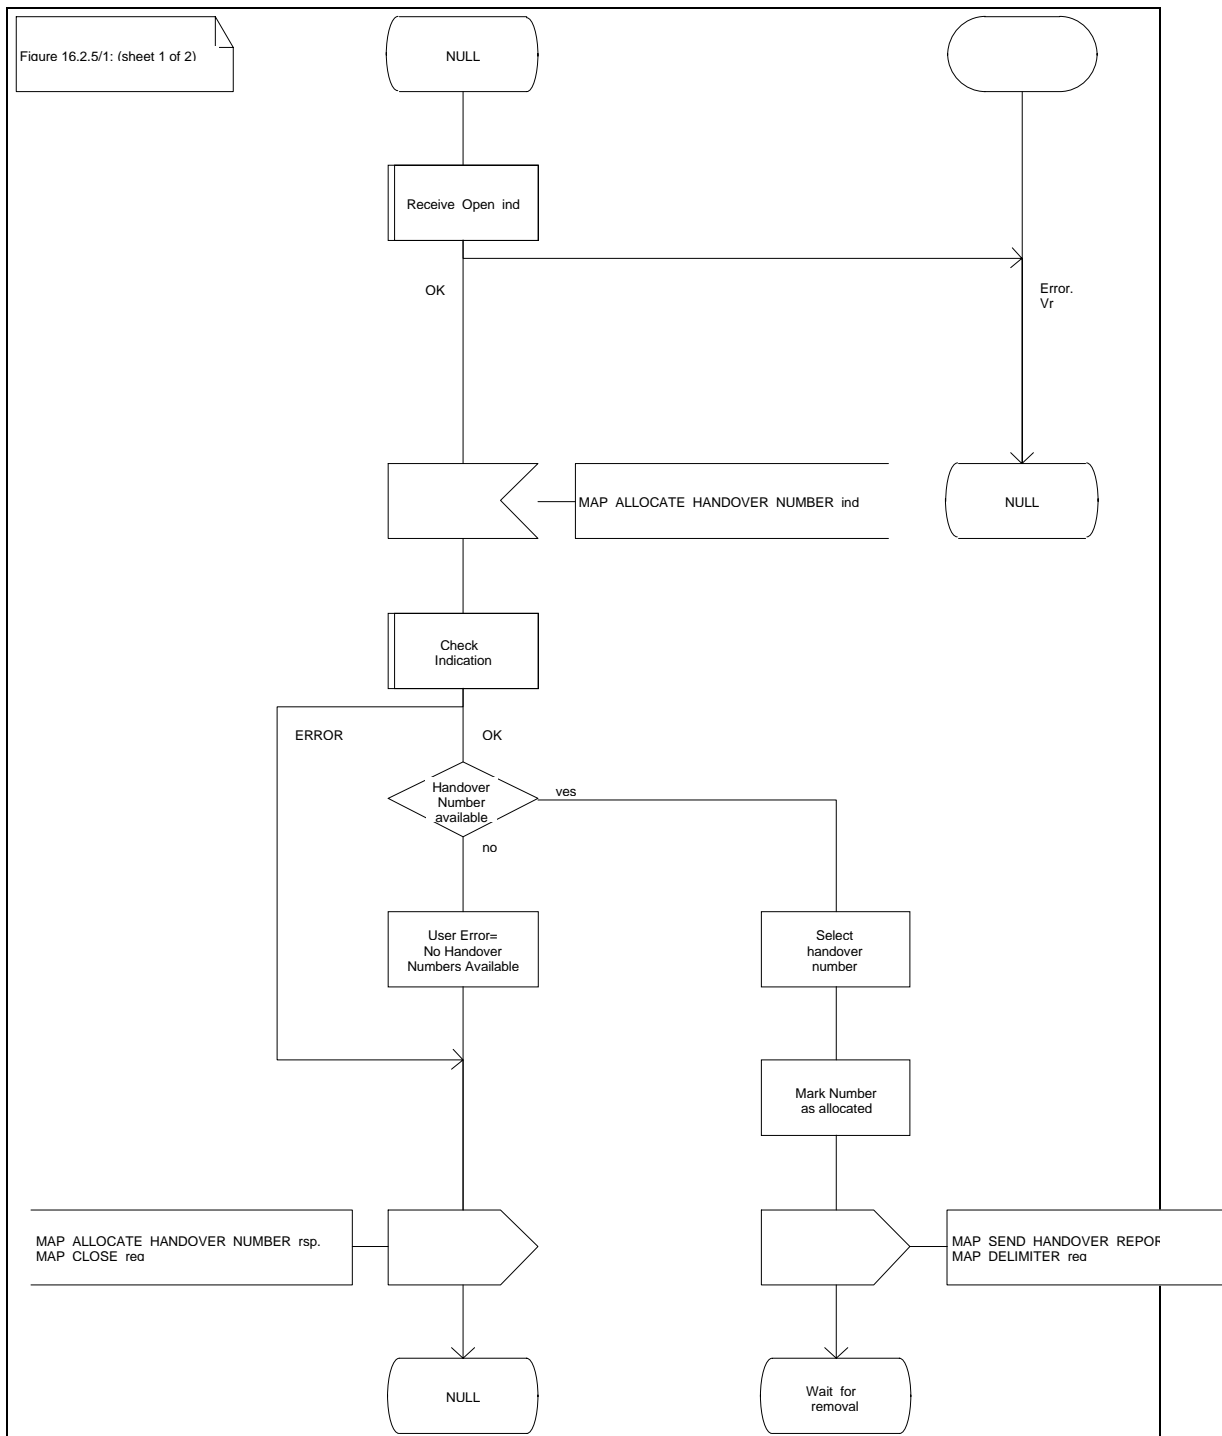 Figure 16.2.5/1: (sheet 1 of 2)
NULL
Receive Open ind
OK
Error.
Vr
MAP ALLOCATE HANDOVER NUMBER ind
NULL
Check
Indication
ERROR
OK
Handover
Number
available
yes
no
User Error=
No Handover
Numbers Available
Select
handover
number
Mark Number
as allocated
MAP ALLOCATE HANDOVER NUMBER rsp.
MAP CLOSE req
MAP SEND HANDOVER REPOR
MAP DELIMITER req
NULL
Wait for
removal